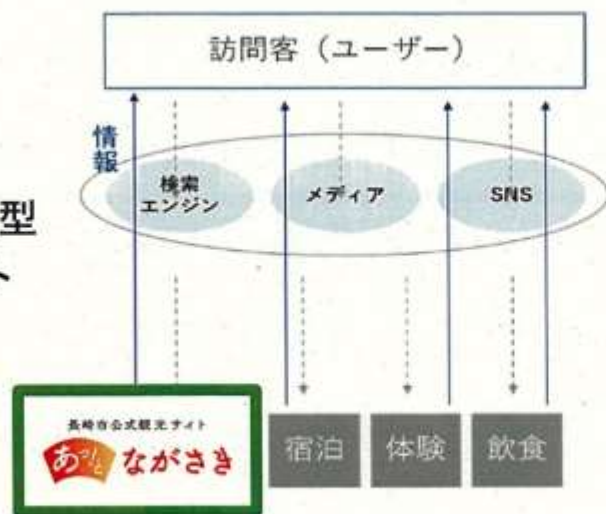 訪問客（ユーザー）
情報
検索
エンジン
メディア
SNS
型
ト
長崎市公式観光サイト
あっ!と
ながさき
宿泊
体験
飲食